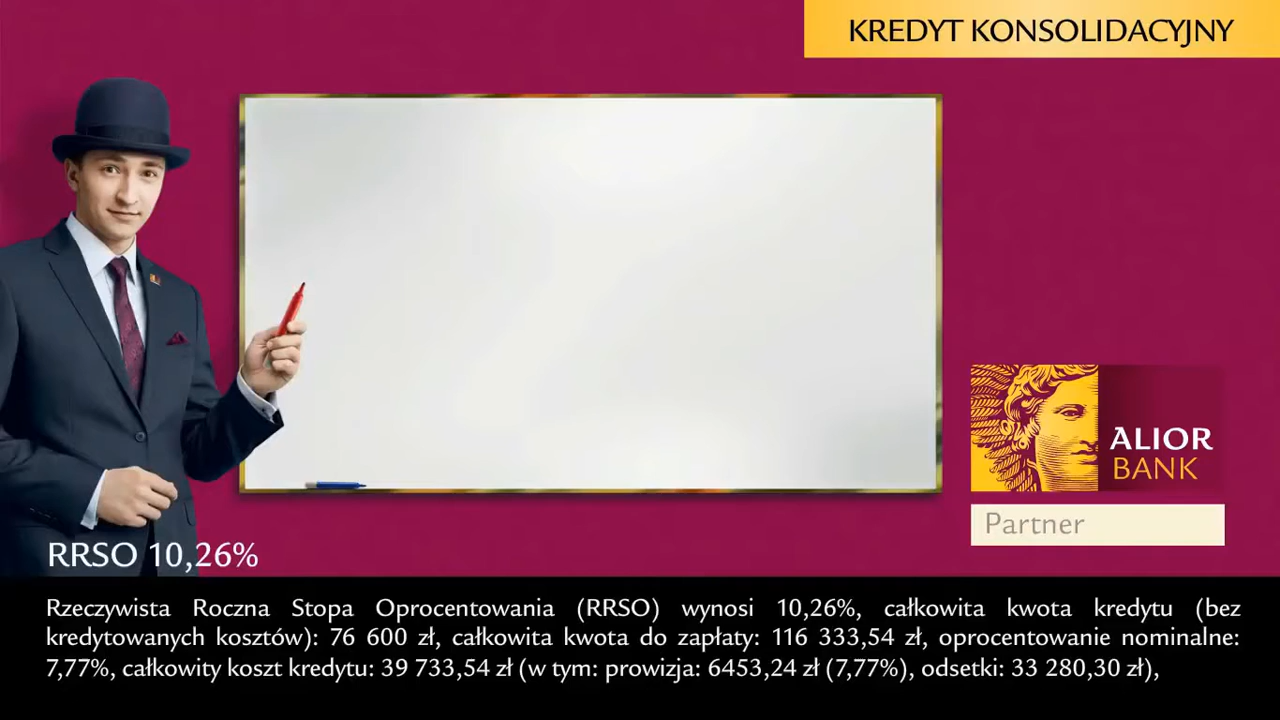 KREDYT KONSOLIDACYJNY
ALIOR
BANK
Partner
RRSO 10,26%
Rzeczywista Roczna Stopa Oprocentowania (RRSO) wynosi 10,26%, całkowita kwota kredytu (bez
kredytowanych kosztów): 76 600 zł, całkowita kwota do zapłaty: 116 333,54 zł, oprocentowanie nominalne:
7,77%, całkowity koszt kredytu: 39 733,54 zł (w tym: prowizja: 6453,24 zł (7,77%), odsetki: 33 280,30 zł),